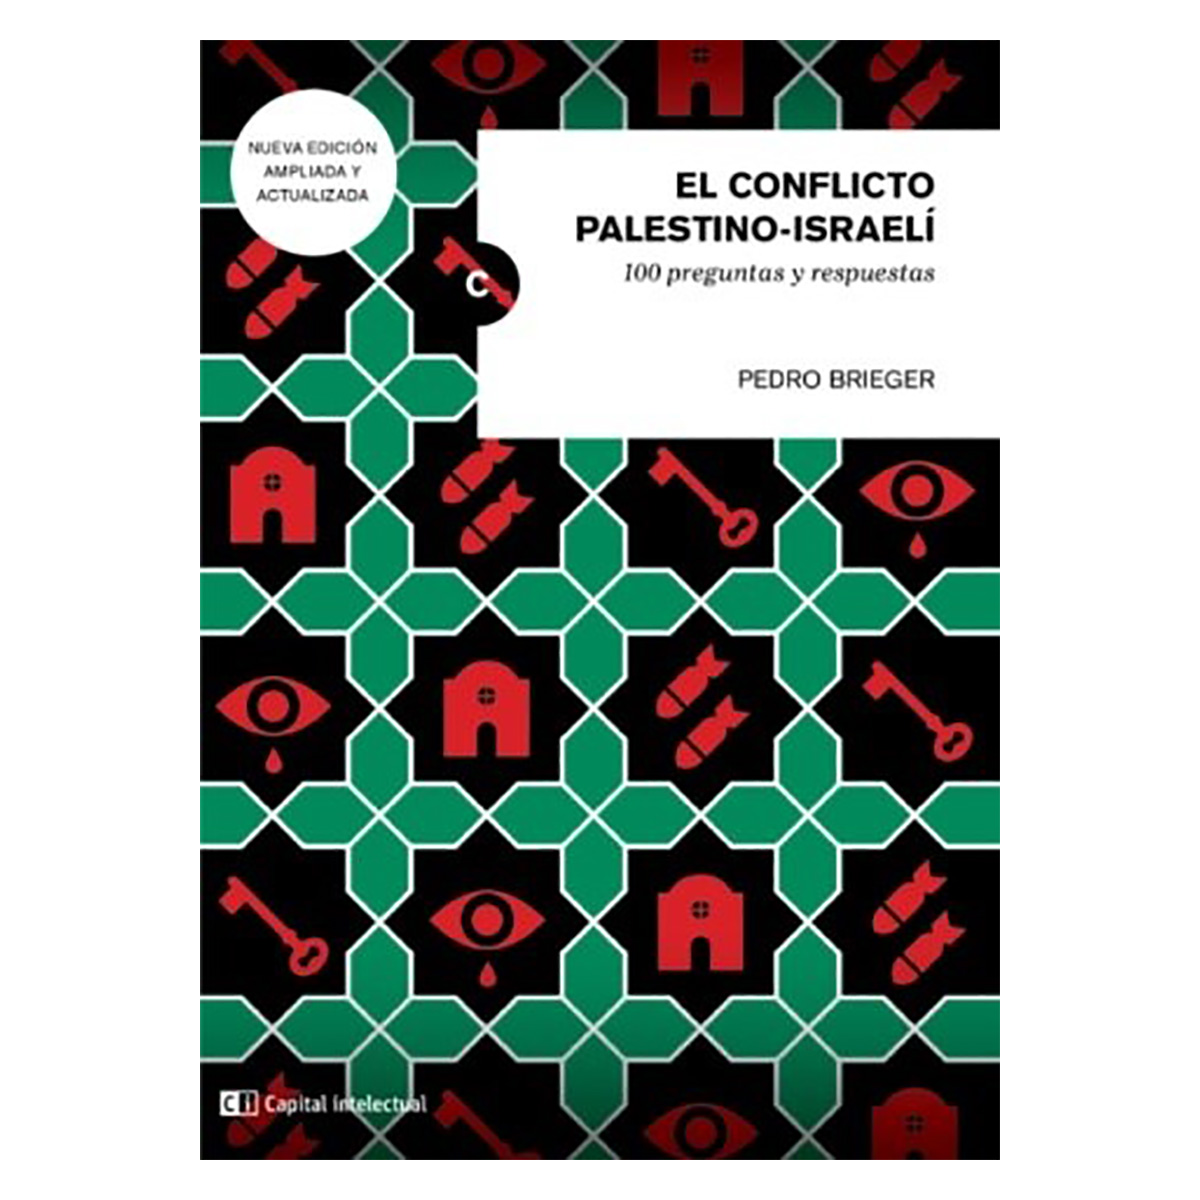 NUEVA EDICIÓN
AMPLIADA Y
ACTUALIZADA
EL CONFLICTO
PALESTINO-ISRAELÍ
100 preguntas y respuestas
C
PEDRO BRIEGER
Ci Capital intelectual